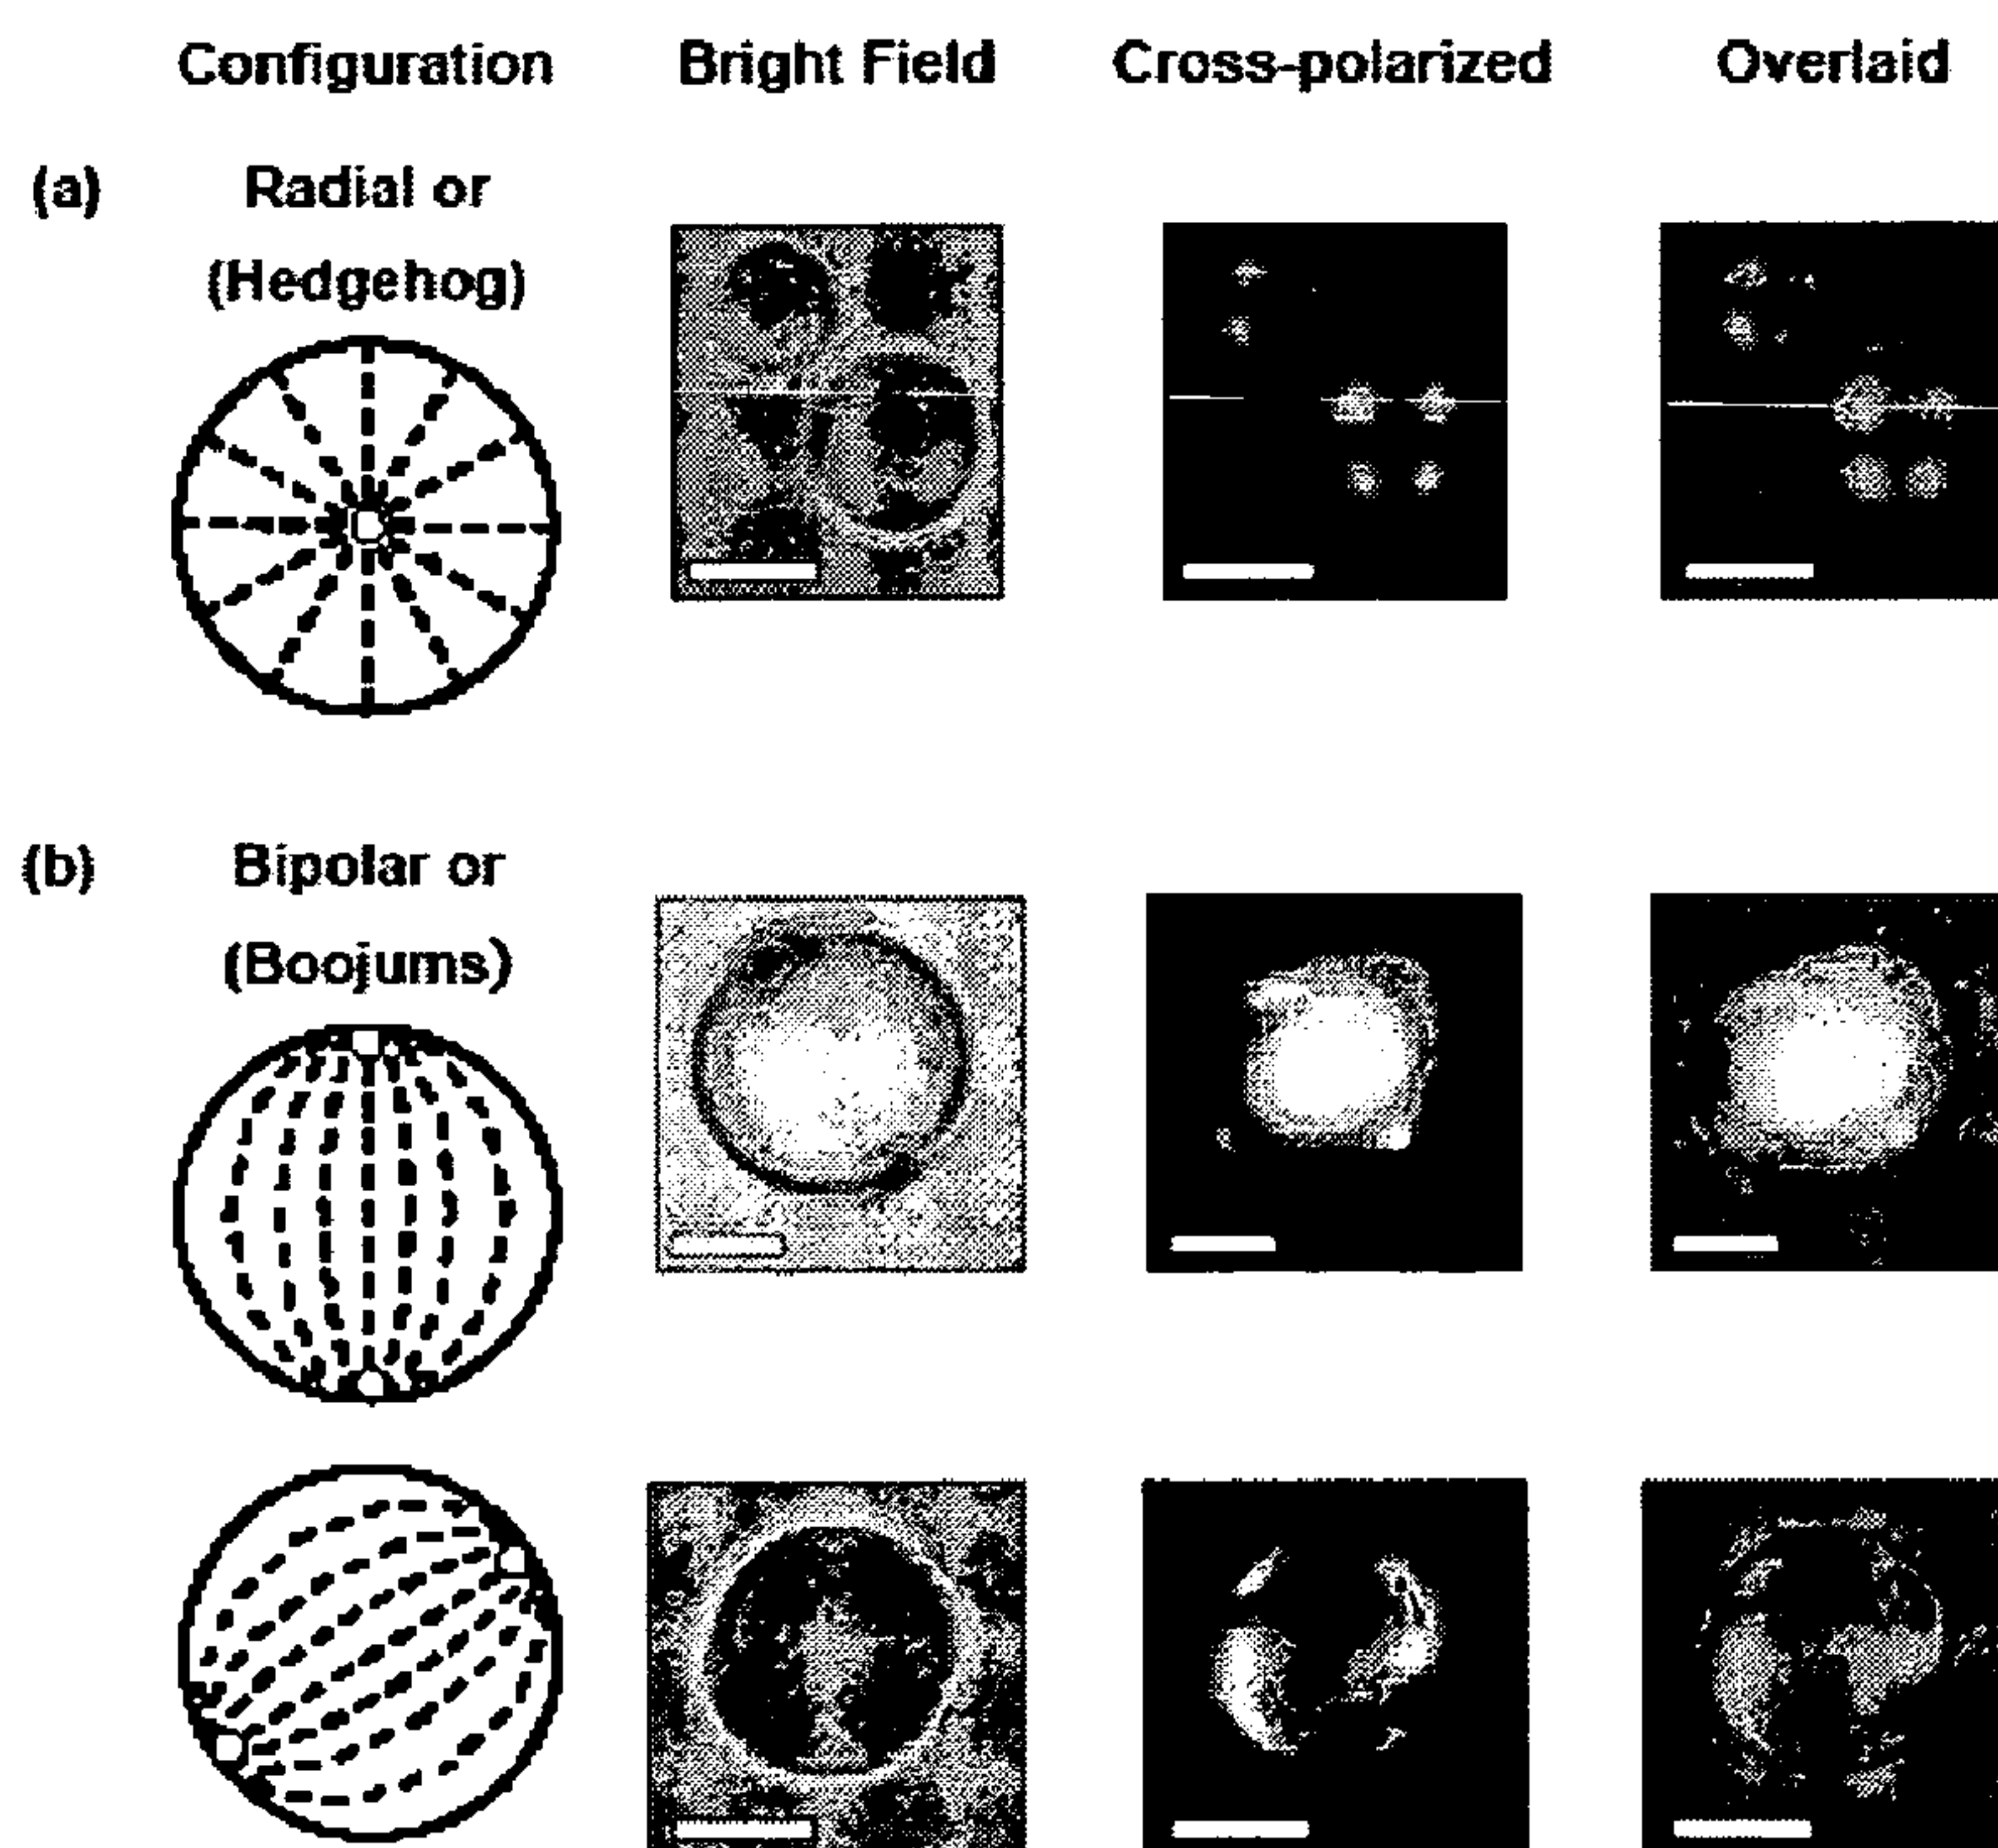 Configuration Bright Field Cross-polarized Overlaid
(a) Radial or
(Hedgehog)
(b) Bipolar or
(Boojums)